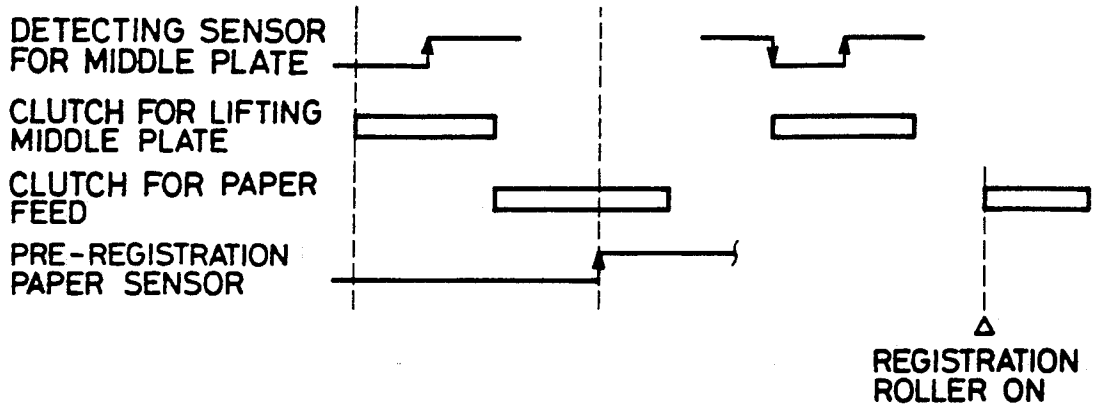 DETECTING SENSOR
FOR MIDDLE PLATE
CLUTCH FOR LIFTING
MIDDLE PLATE
CLUTCH FOR PAPER
FEED
PRE-REGISTRATION
PAPER SENSOR
REGISTRATION
ROLLER ON